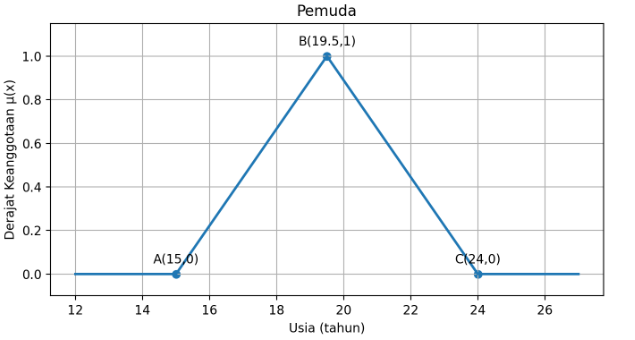 Pemuda
B(19.5,1)
A(15,0)
C(24,0)
Derajat Keanggotaan μ(x)
1.0
0.8
0.6
0.4
0.2
0.0
12 14 16 18 20 22 24 26
Usia (tahun)